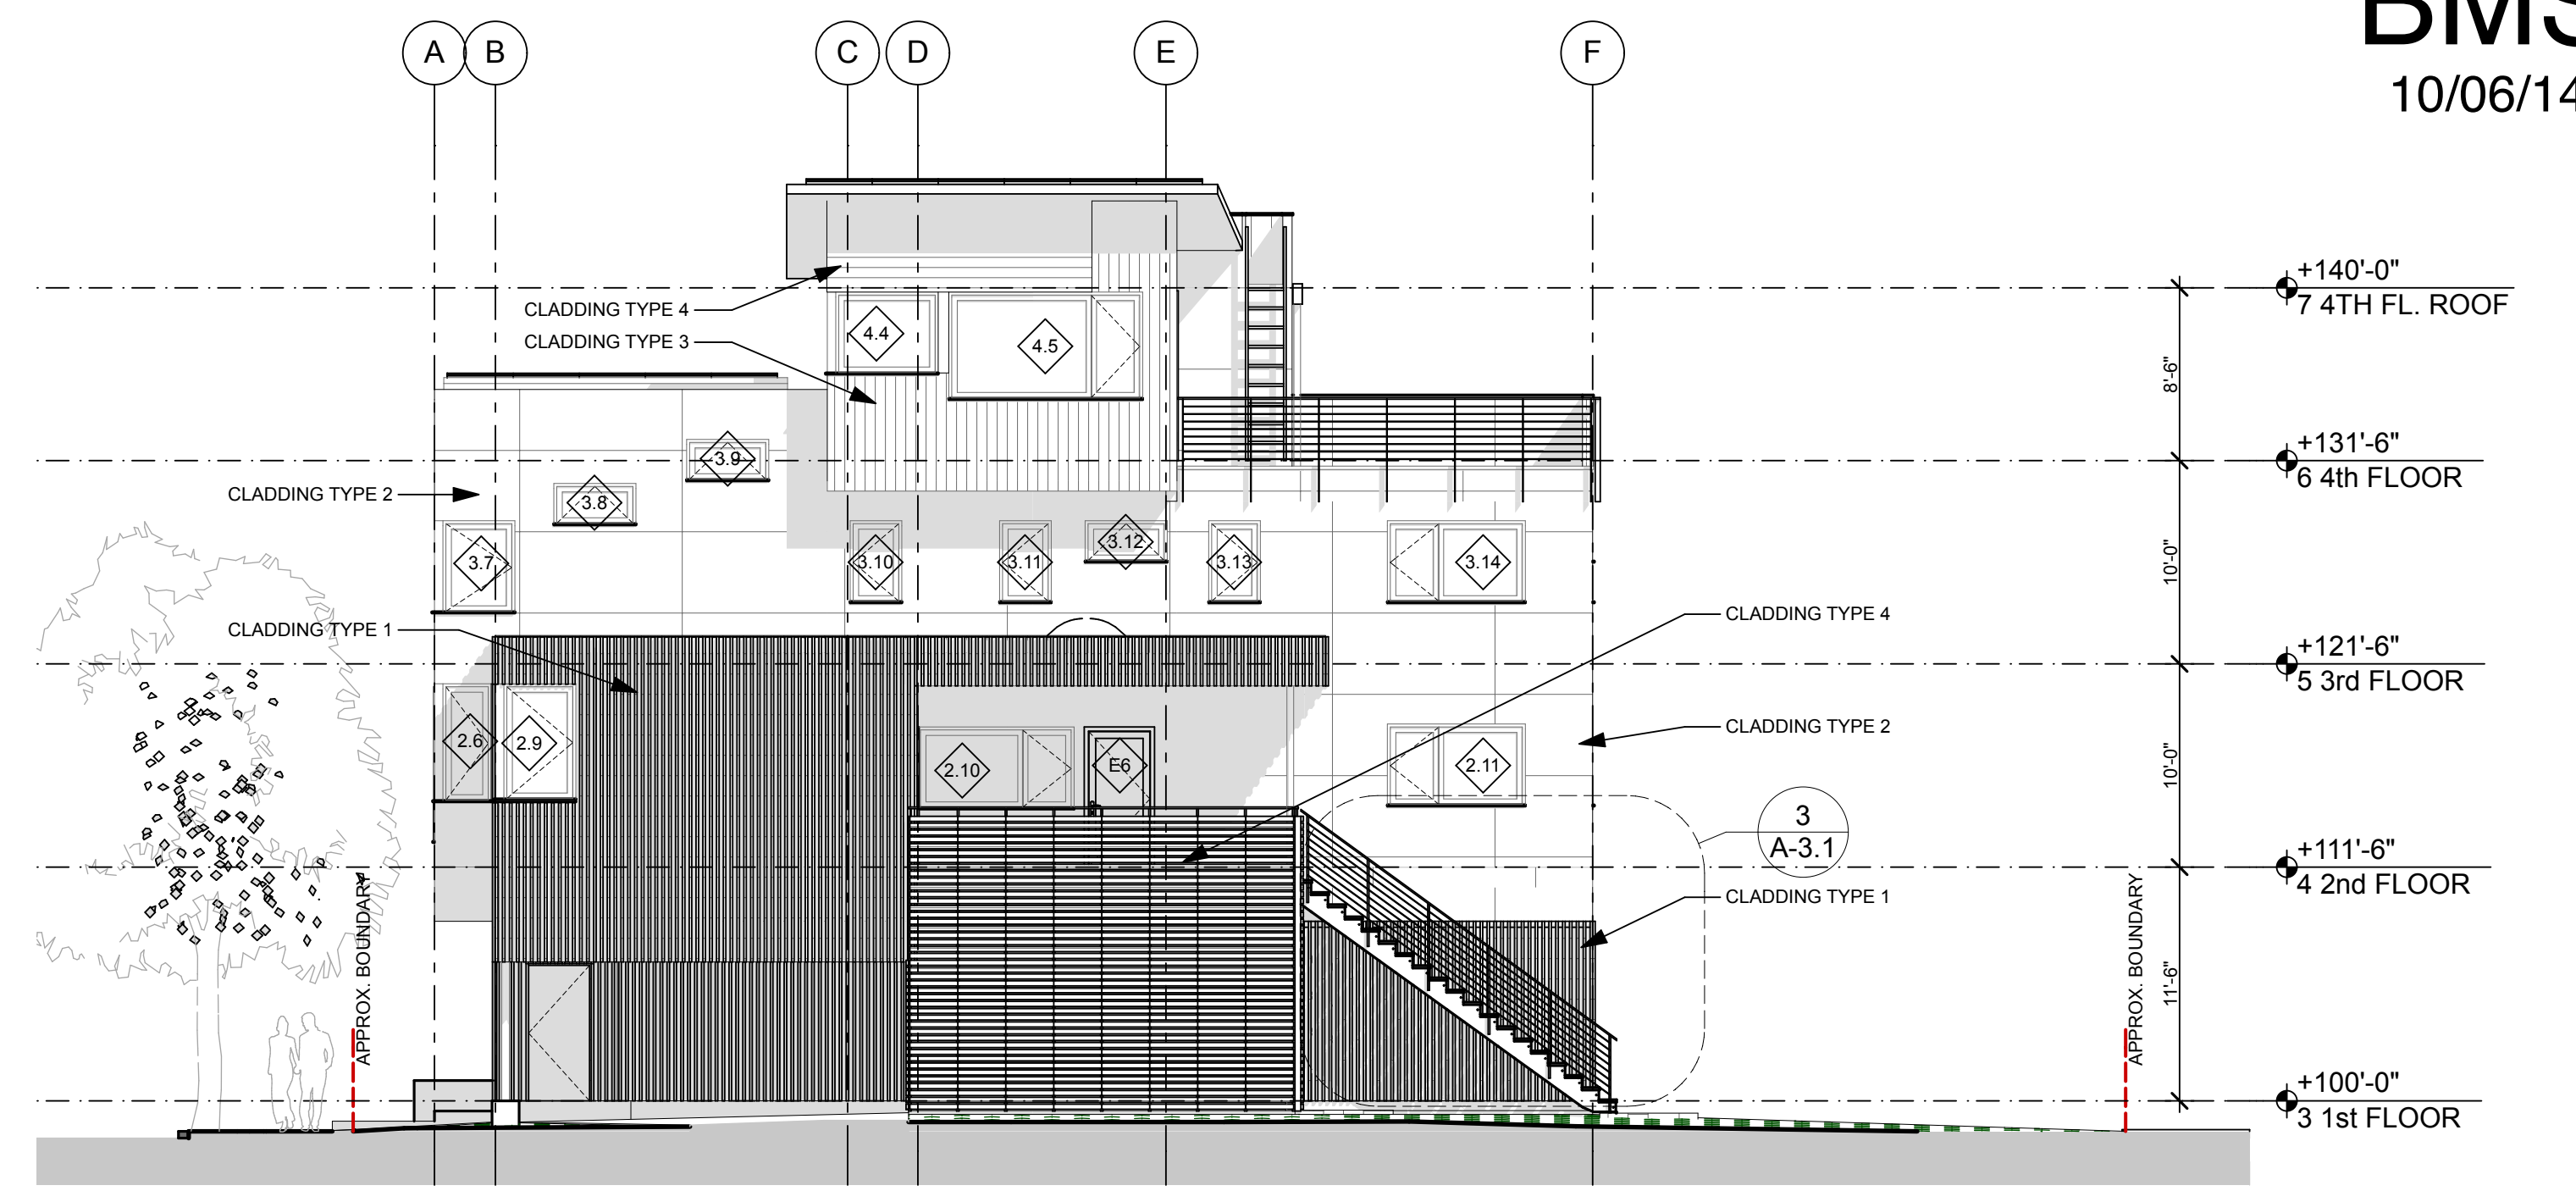 BMS
10/06/14
A
B
C
D
E
F
+140'-0"
7 4TH FL. ROOF
CLADDING TYPE 4
CLADDING TYPE 3
4.4
4.5
8'-6"
+131'-6"
6 4th FLOOR
3.9
3.8
CLADDING TYPE 2
3.7
3.10
3.11
3.12
3.13
3.14
10'-0"
CLADDING TYPE 1
CLADDING TYPE 4
+121'-6"
5 3rd FLOOR
CLADDING TYPE 2
2.6
2.9
2.10
E6
2.11
10'-0"
3
A-3.1
+111'-6"
4 2nd FLOOR
CLADDING TYPE 1
APPROX. BOUNDARY
APPROX. BOUNDARY
11'-6"
+100'-0"
3 1st FLOOR